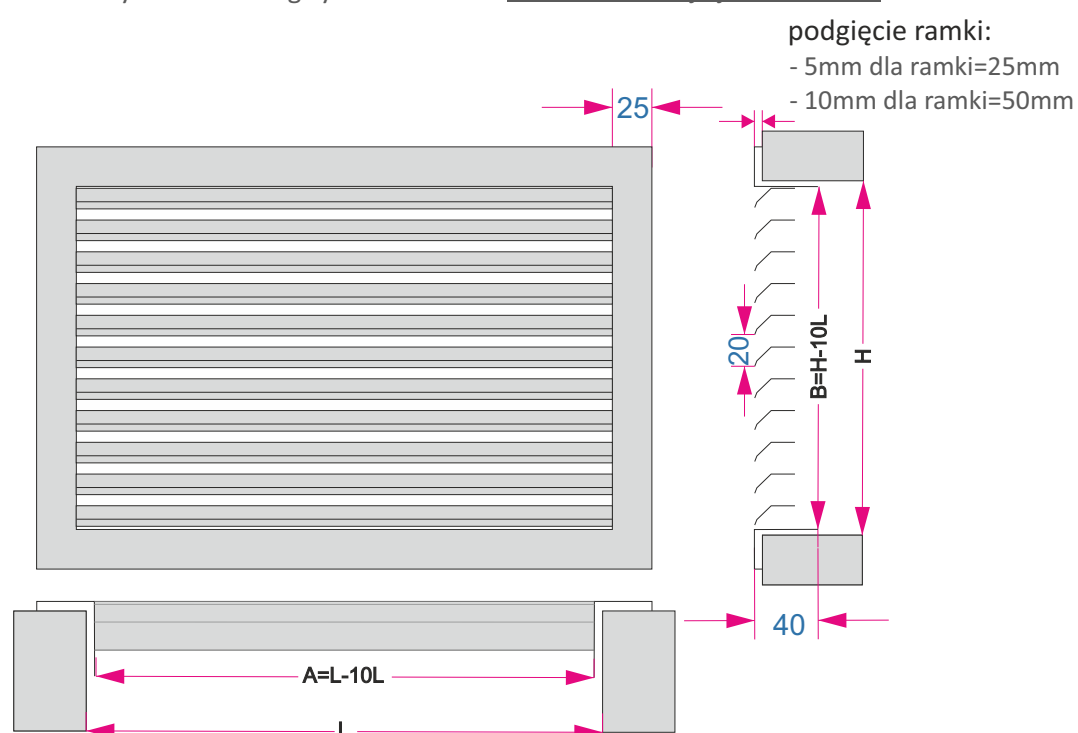 podgięcie ramki:
- 5mm dla ramki=25mm
- 10mm dla ramki=50mm
25
20
B=H-10L
H
40
A=L-10L
L